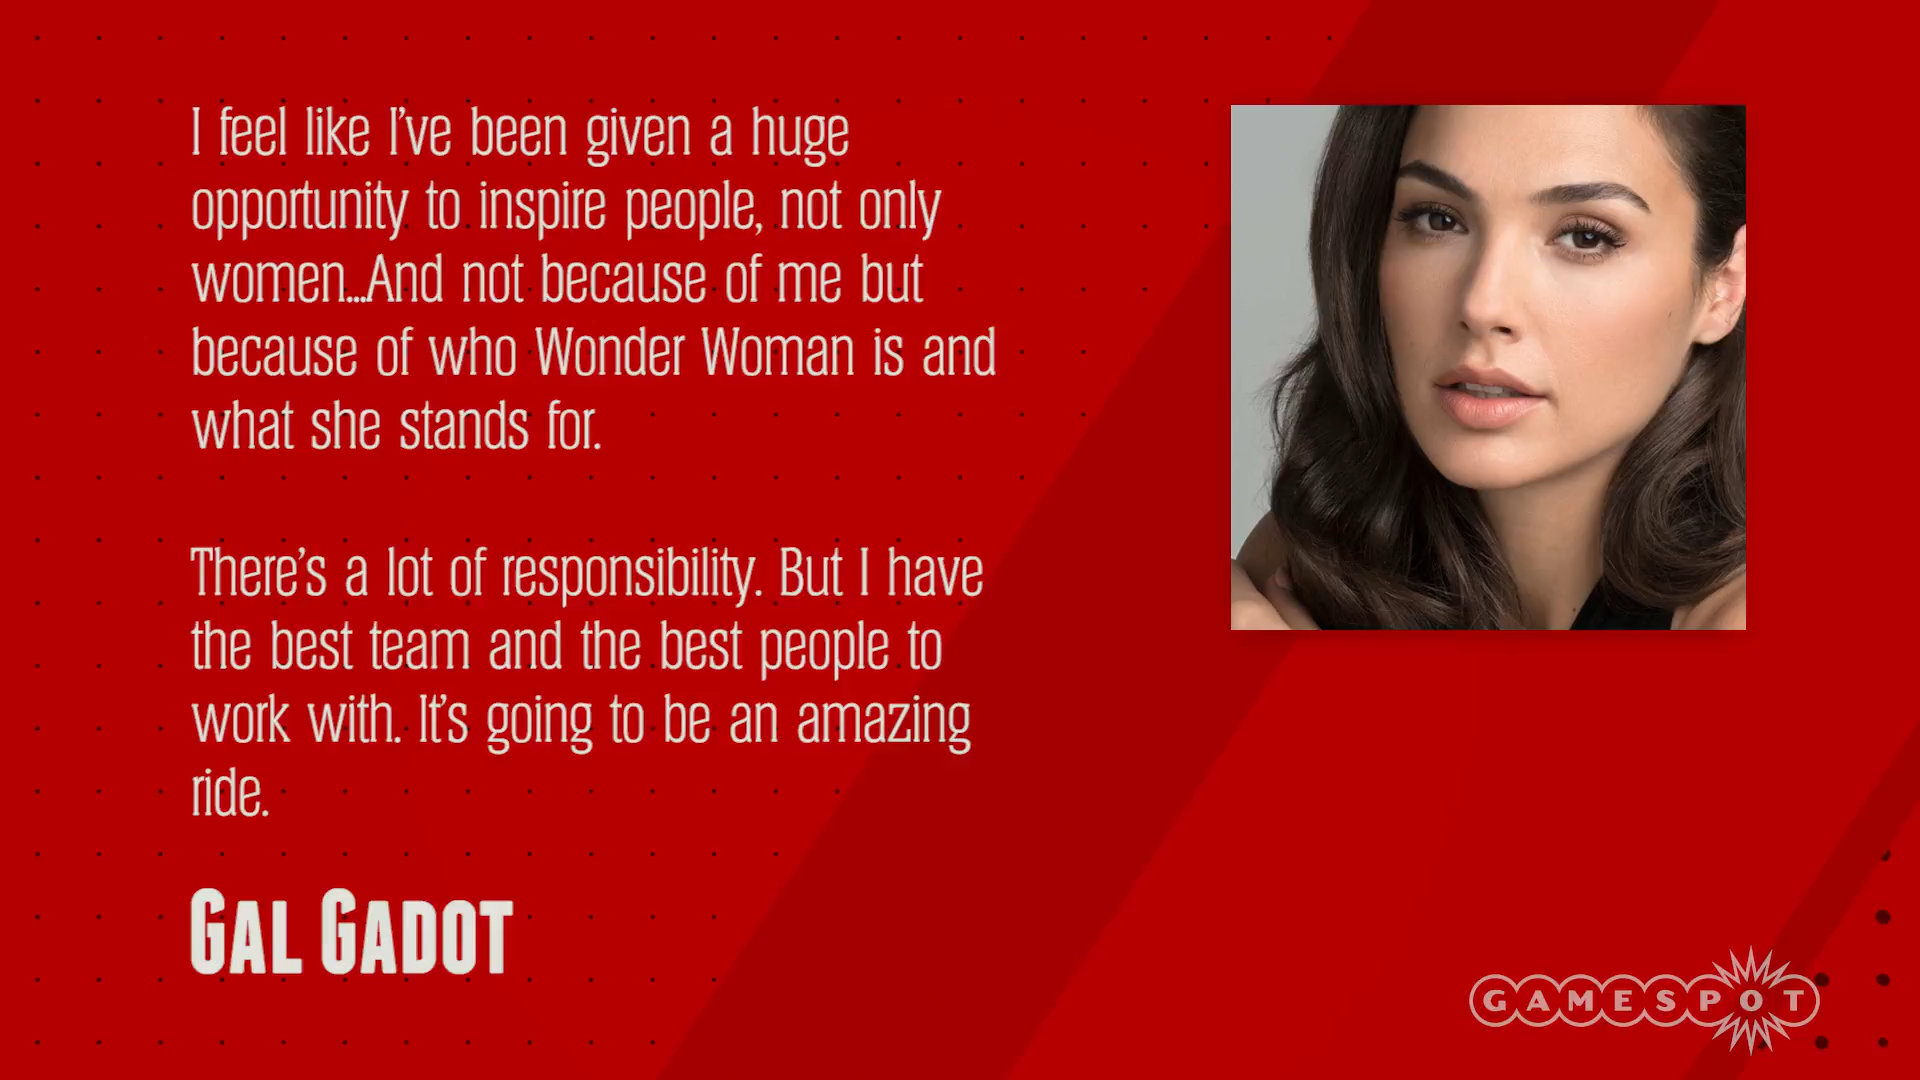 I feel like I've been given a huge
opportunity to inspire people, not only
women...And not because of me but
because of who Wonder Woman is and
what she stands for.
There's a lot of responsibility. But I have
the best team and the best people to
work with. It's going to be an amazing
ride.
GAL GADOT
GAMESPOT